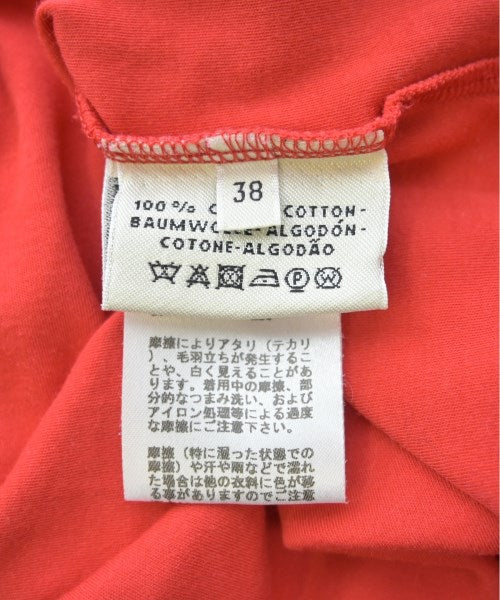 38
100% C COTTON-
BAUMWOLLE-ALGODÓN-
COTONE-ALGODÃO
摩擦によりアタリ（テカリ
）、毛羽立ちが発生するこ
とや、白く見えることがあ
ります。着用中の摩擦、部
分的なつまみ洗い、および
アイロン処理等による過度
な摩擦にご注意下さい。
摩擦（特に湿った状態での
摩擦）や汗や雨などで濡れ
た場合は他の衣料に色が移
る事がありますのでご注意